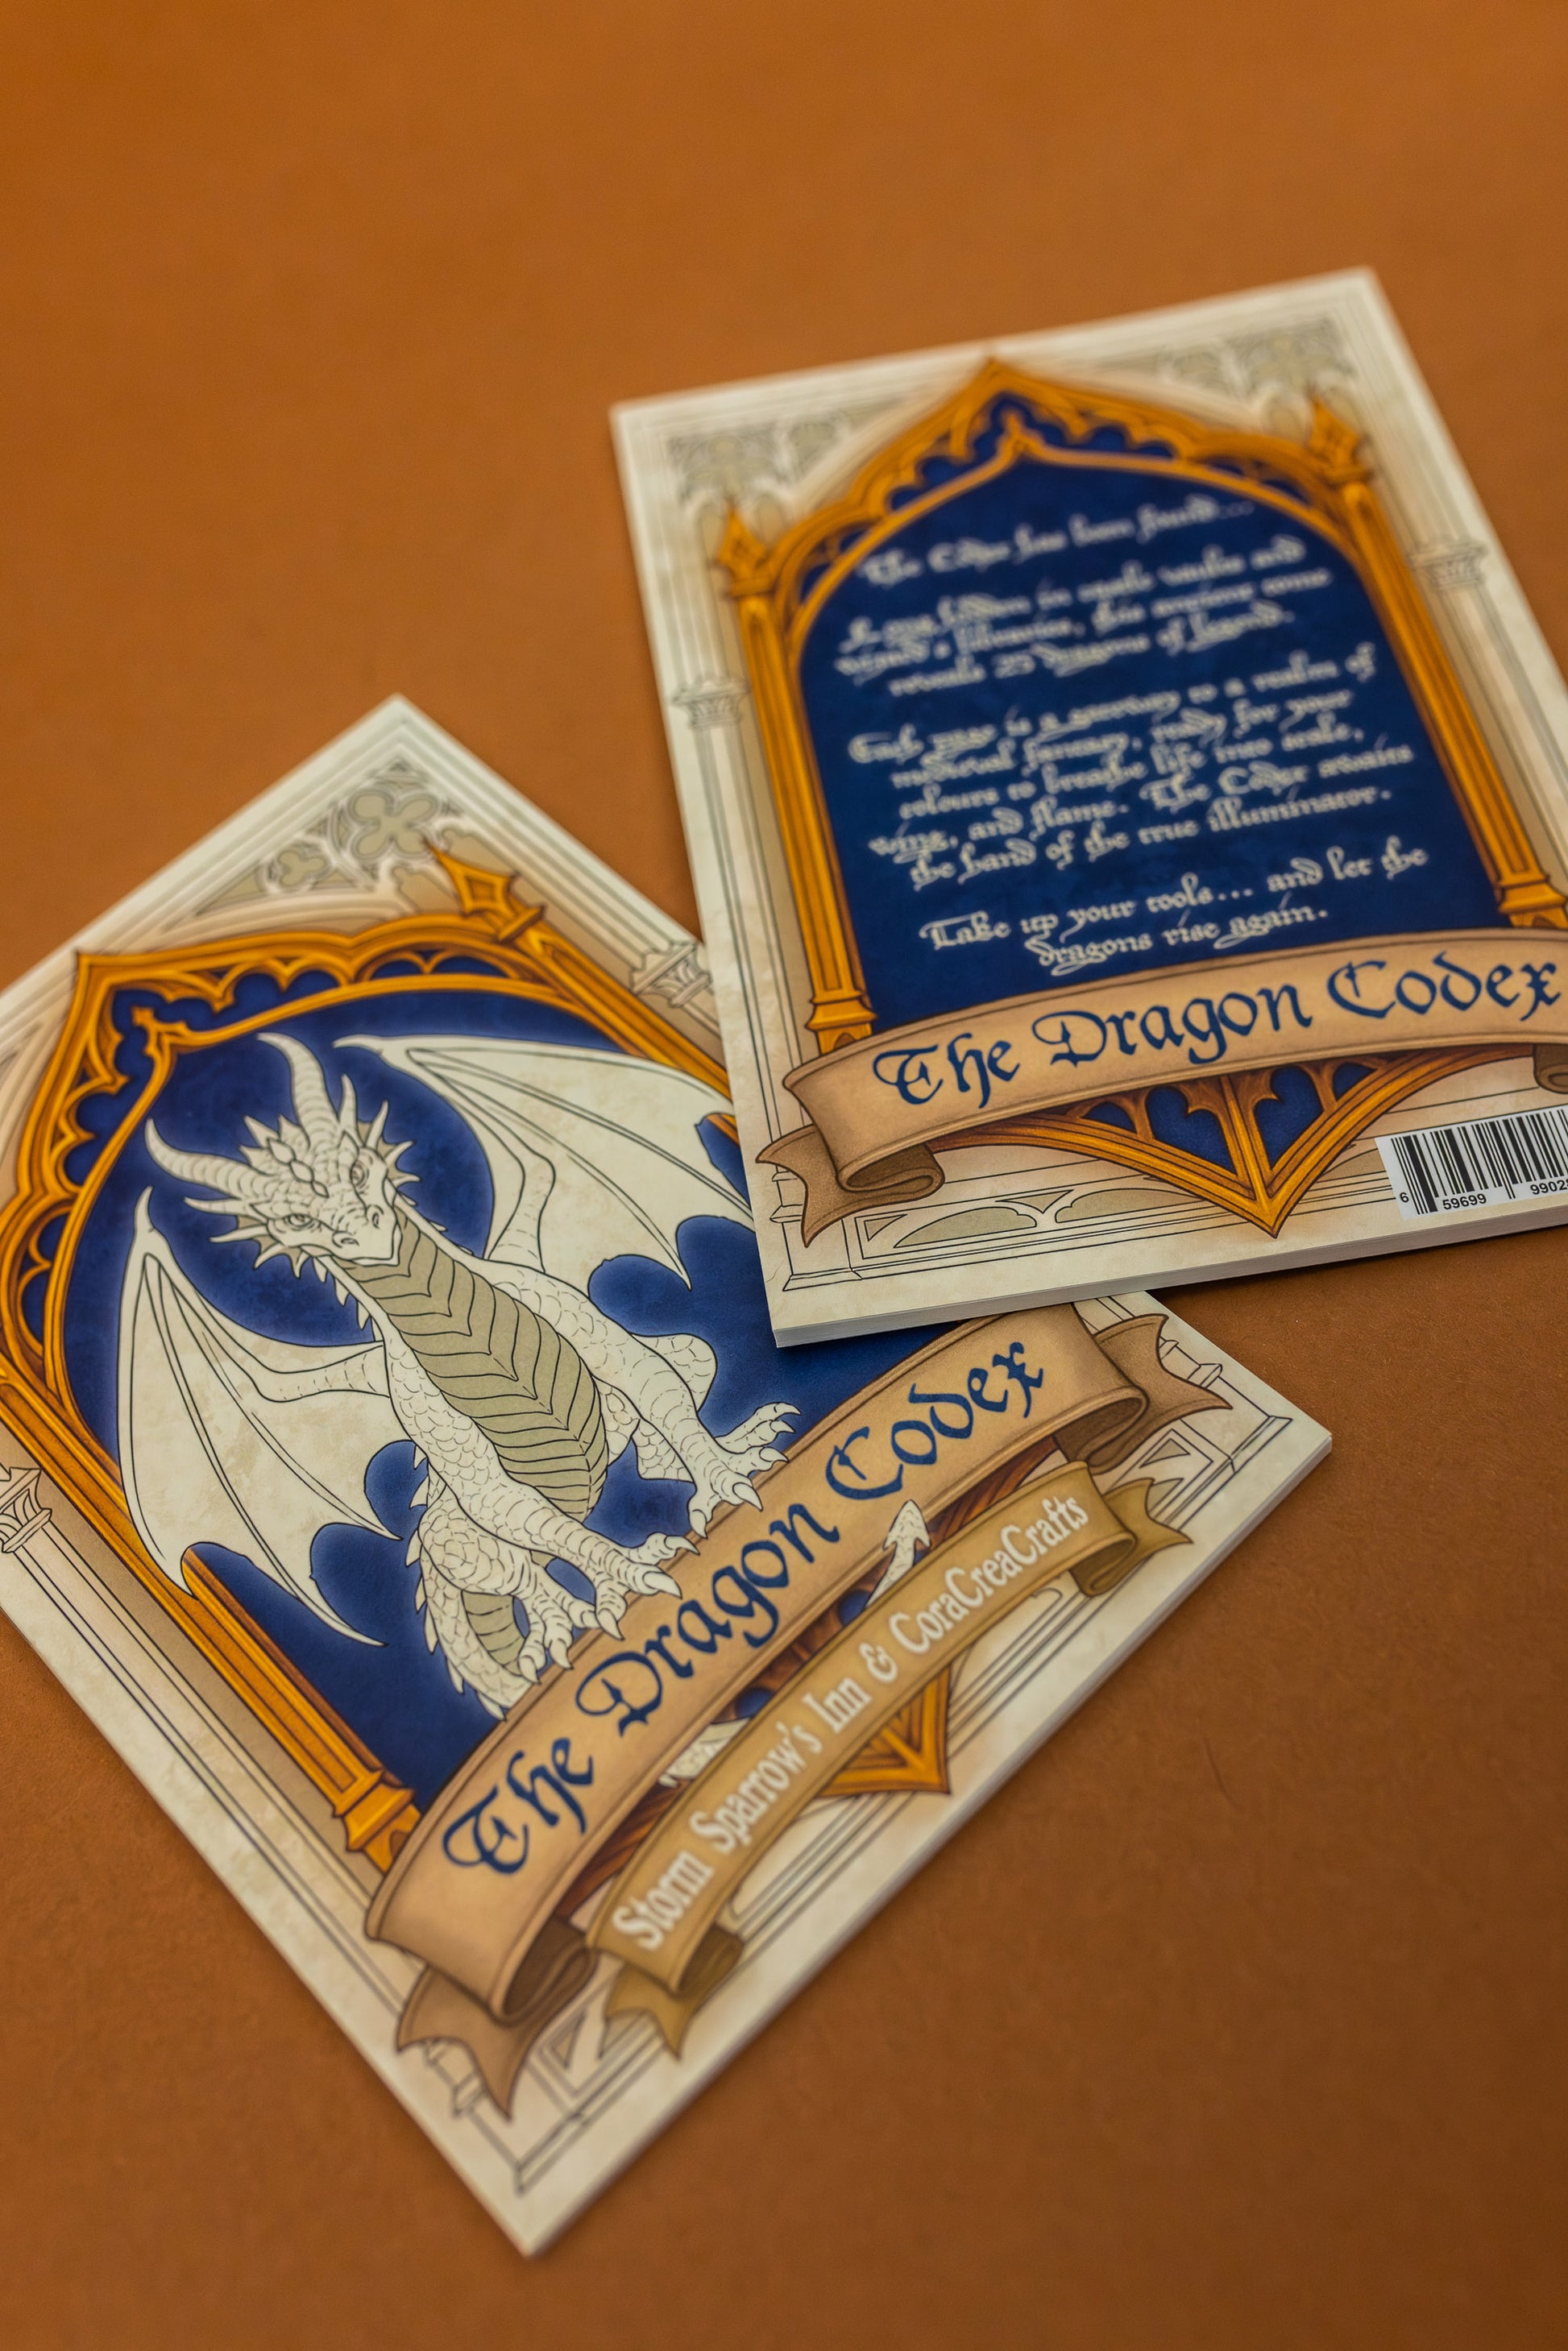 The Codex has been found...
Long hidden in castle vaults and
wizard's libraries, this ancient tome
reveals 25 dragons of legend.
Each page is a gateway to a realm of
medieval fantasy, ready for your
colours to breathe life into scale,
wing, and flame. The Codex awaits
the hand of the true illuminator.
Take up your tools... and let the
dragons rise again.
The Dragon Codex
6 59699 9902
The Dragon Codex
Storm Sparrow's Inn & CoraCreaCrafts